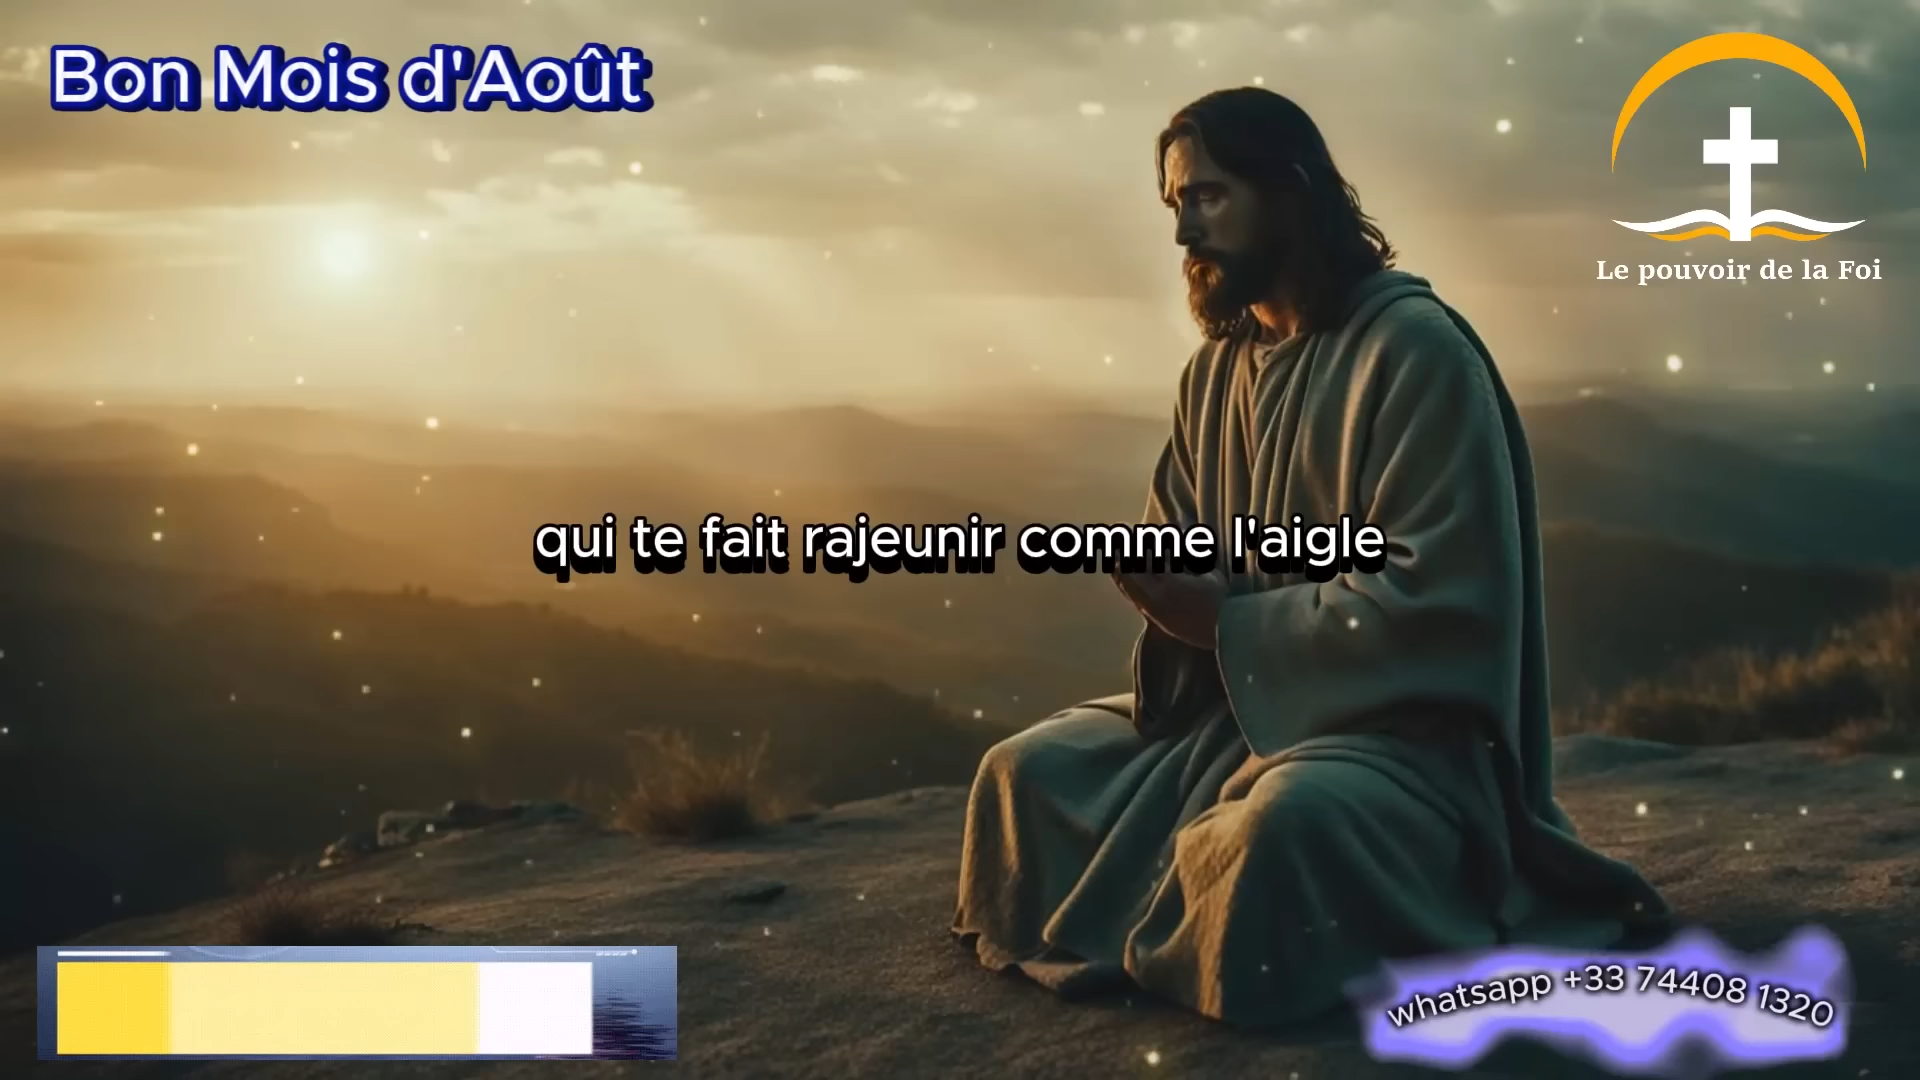 Bon Mois d'Août
Le pouvoir de la Foi
qui te fait rajeunir comme l'aigle
whatsapp +33 74408 1320